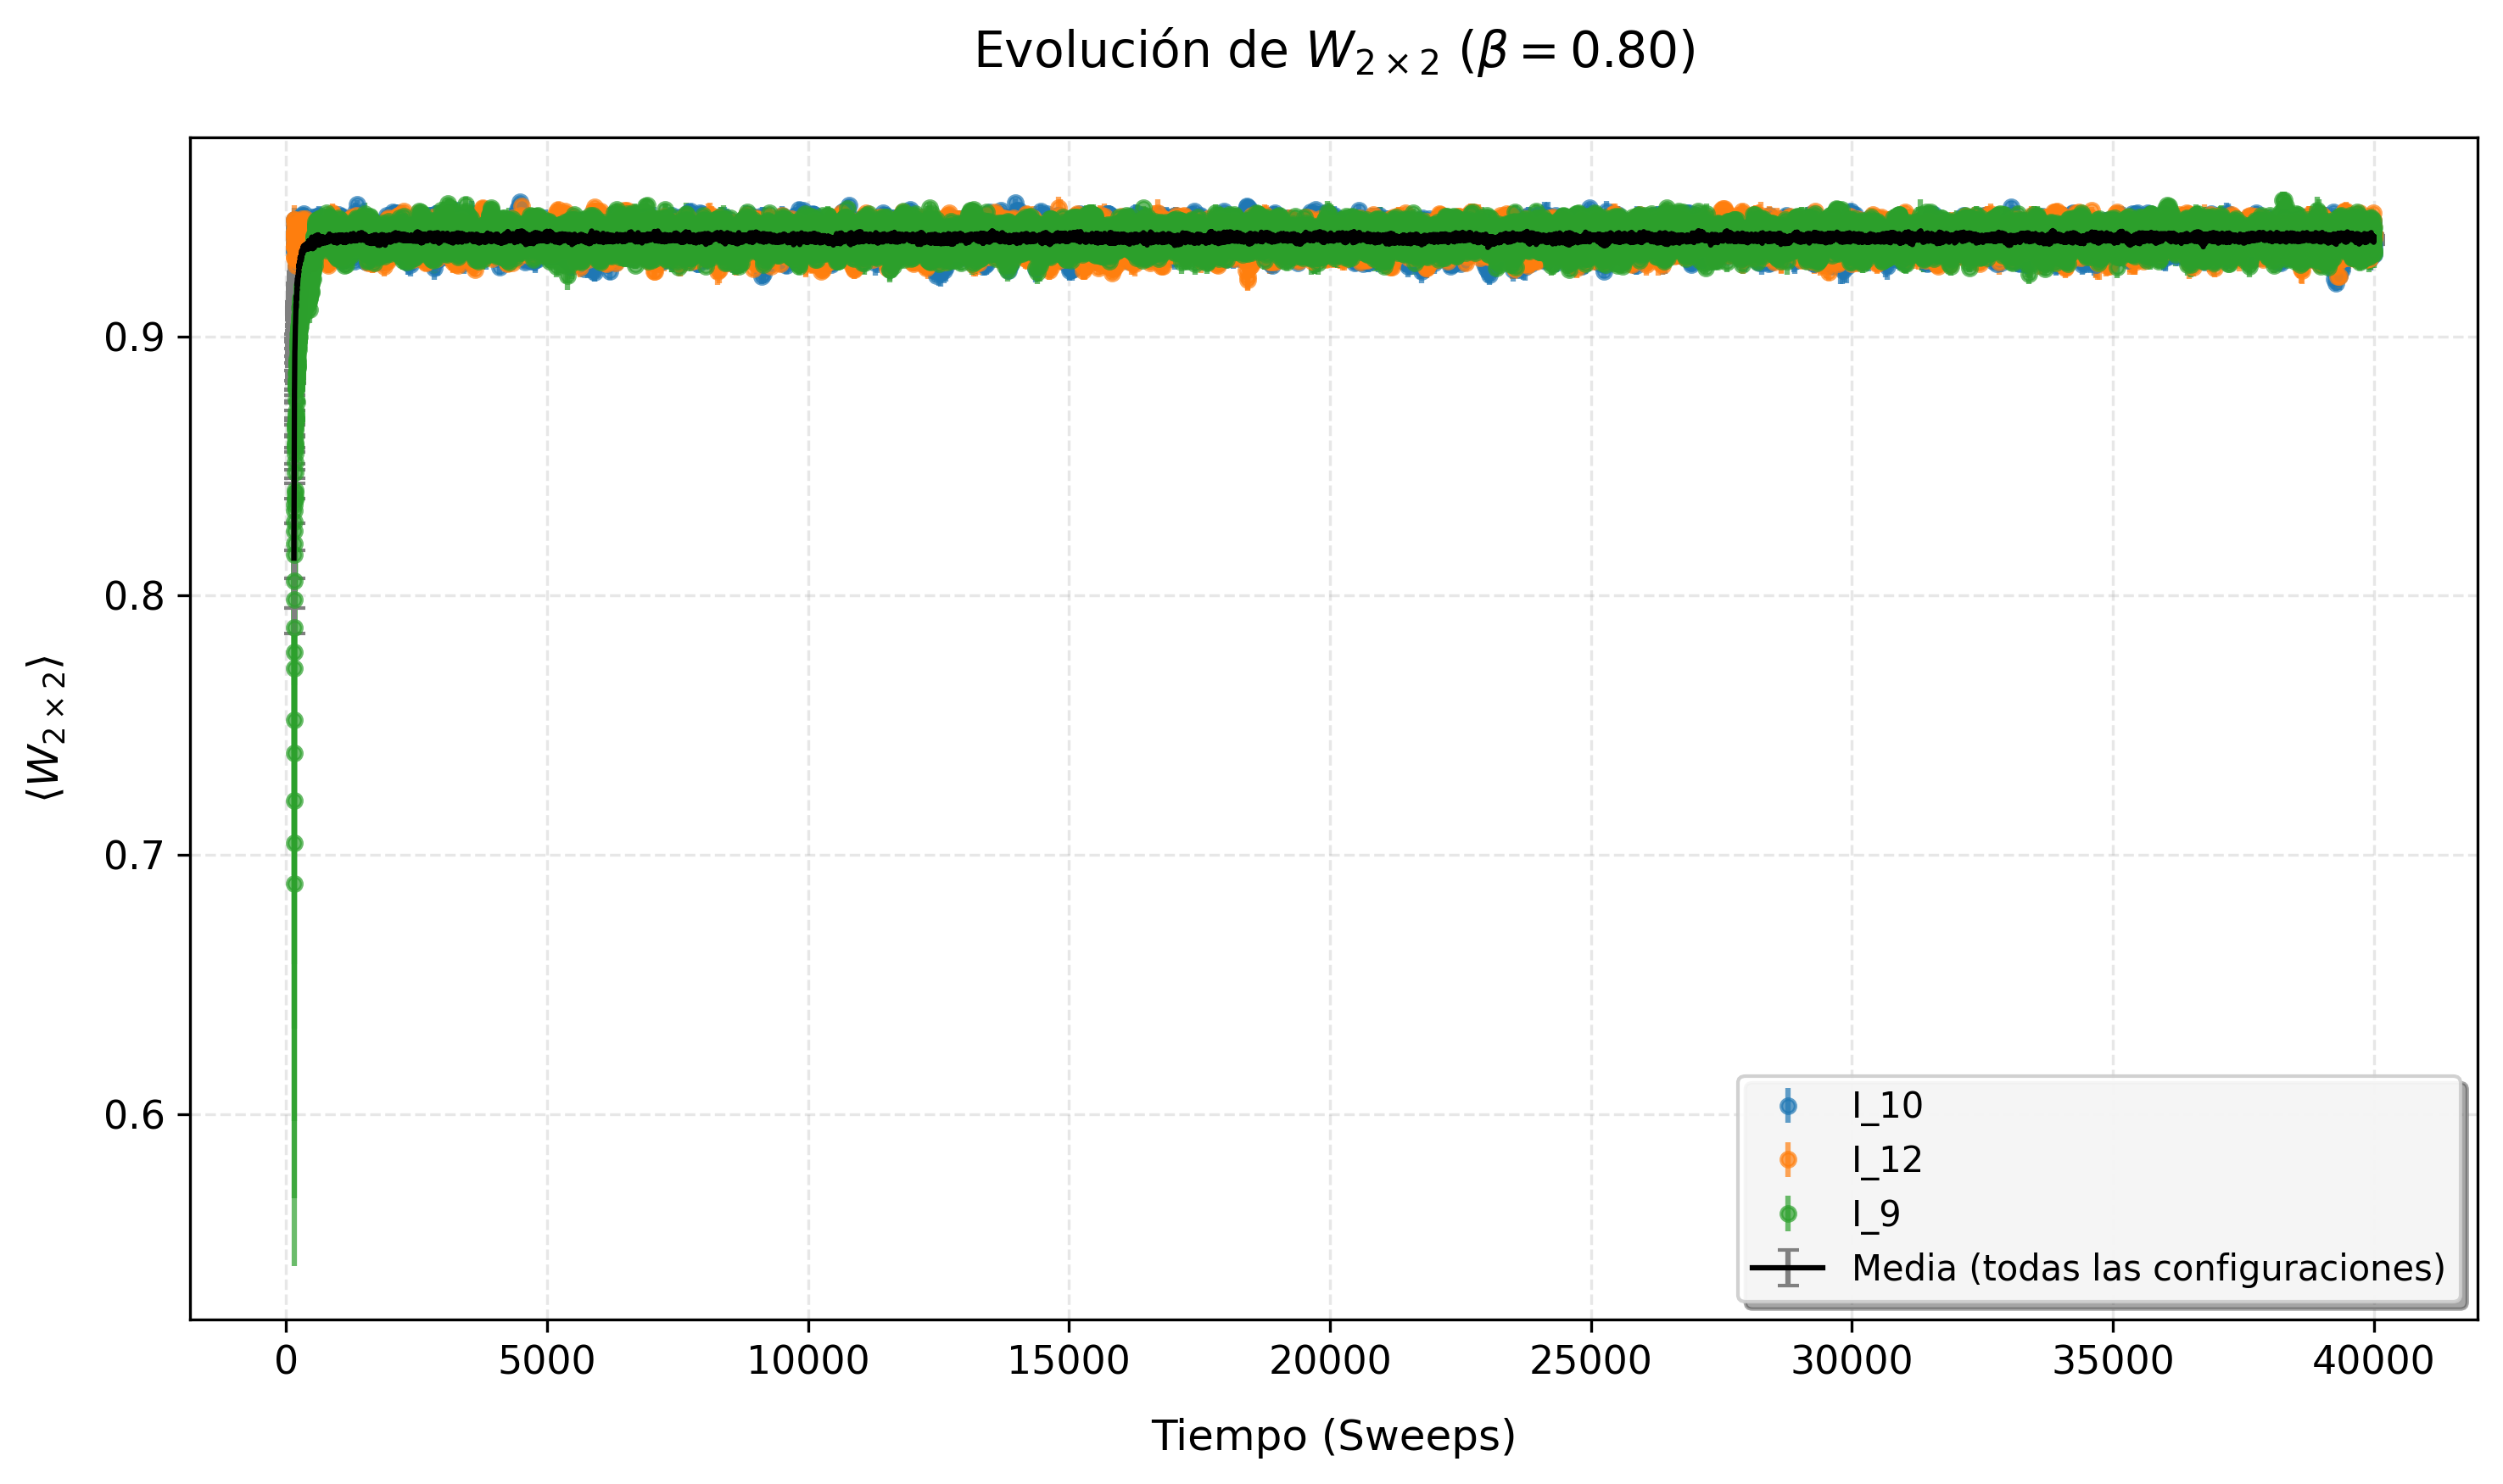 Evolución de W₂ ₓ ₂ (β = 0.80)
⟨W₂ ₓ ₂⟩
0.9
0.8
0.7
0.6
0 5000 10000 15000 20000 25000 30000 35000 40000
Tiempo (Sweeps)
I_10
I_12
I_9
Media (todas las configuraciones)